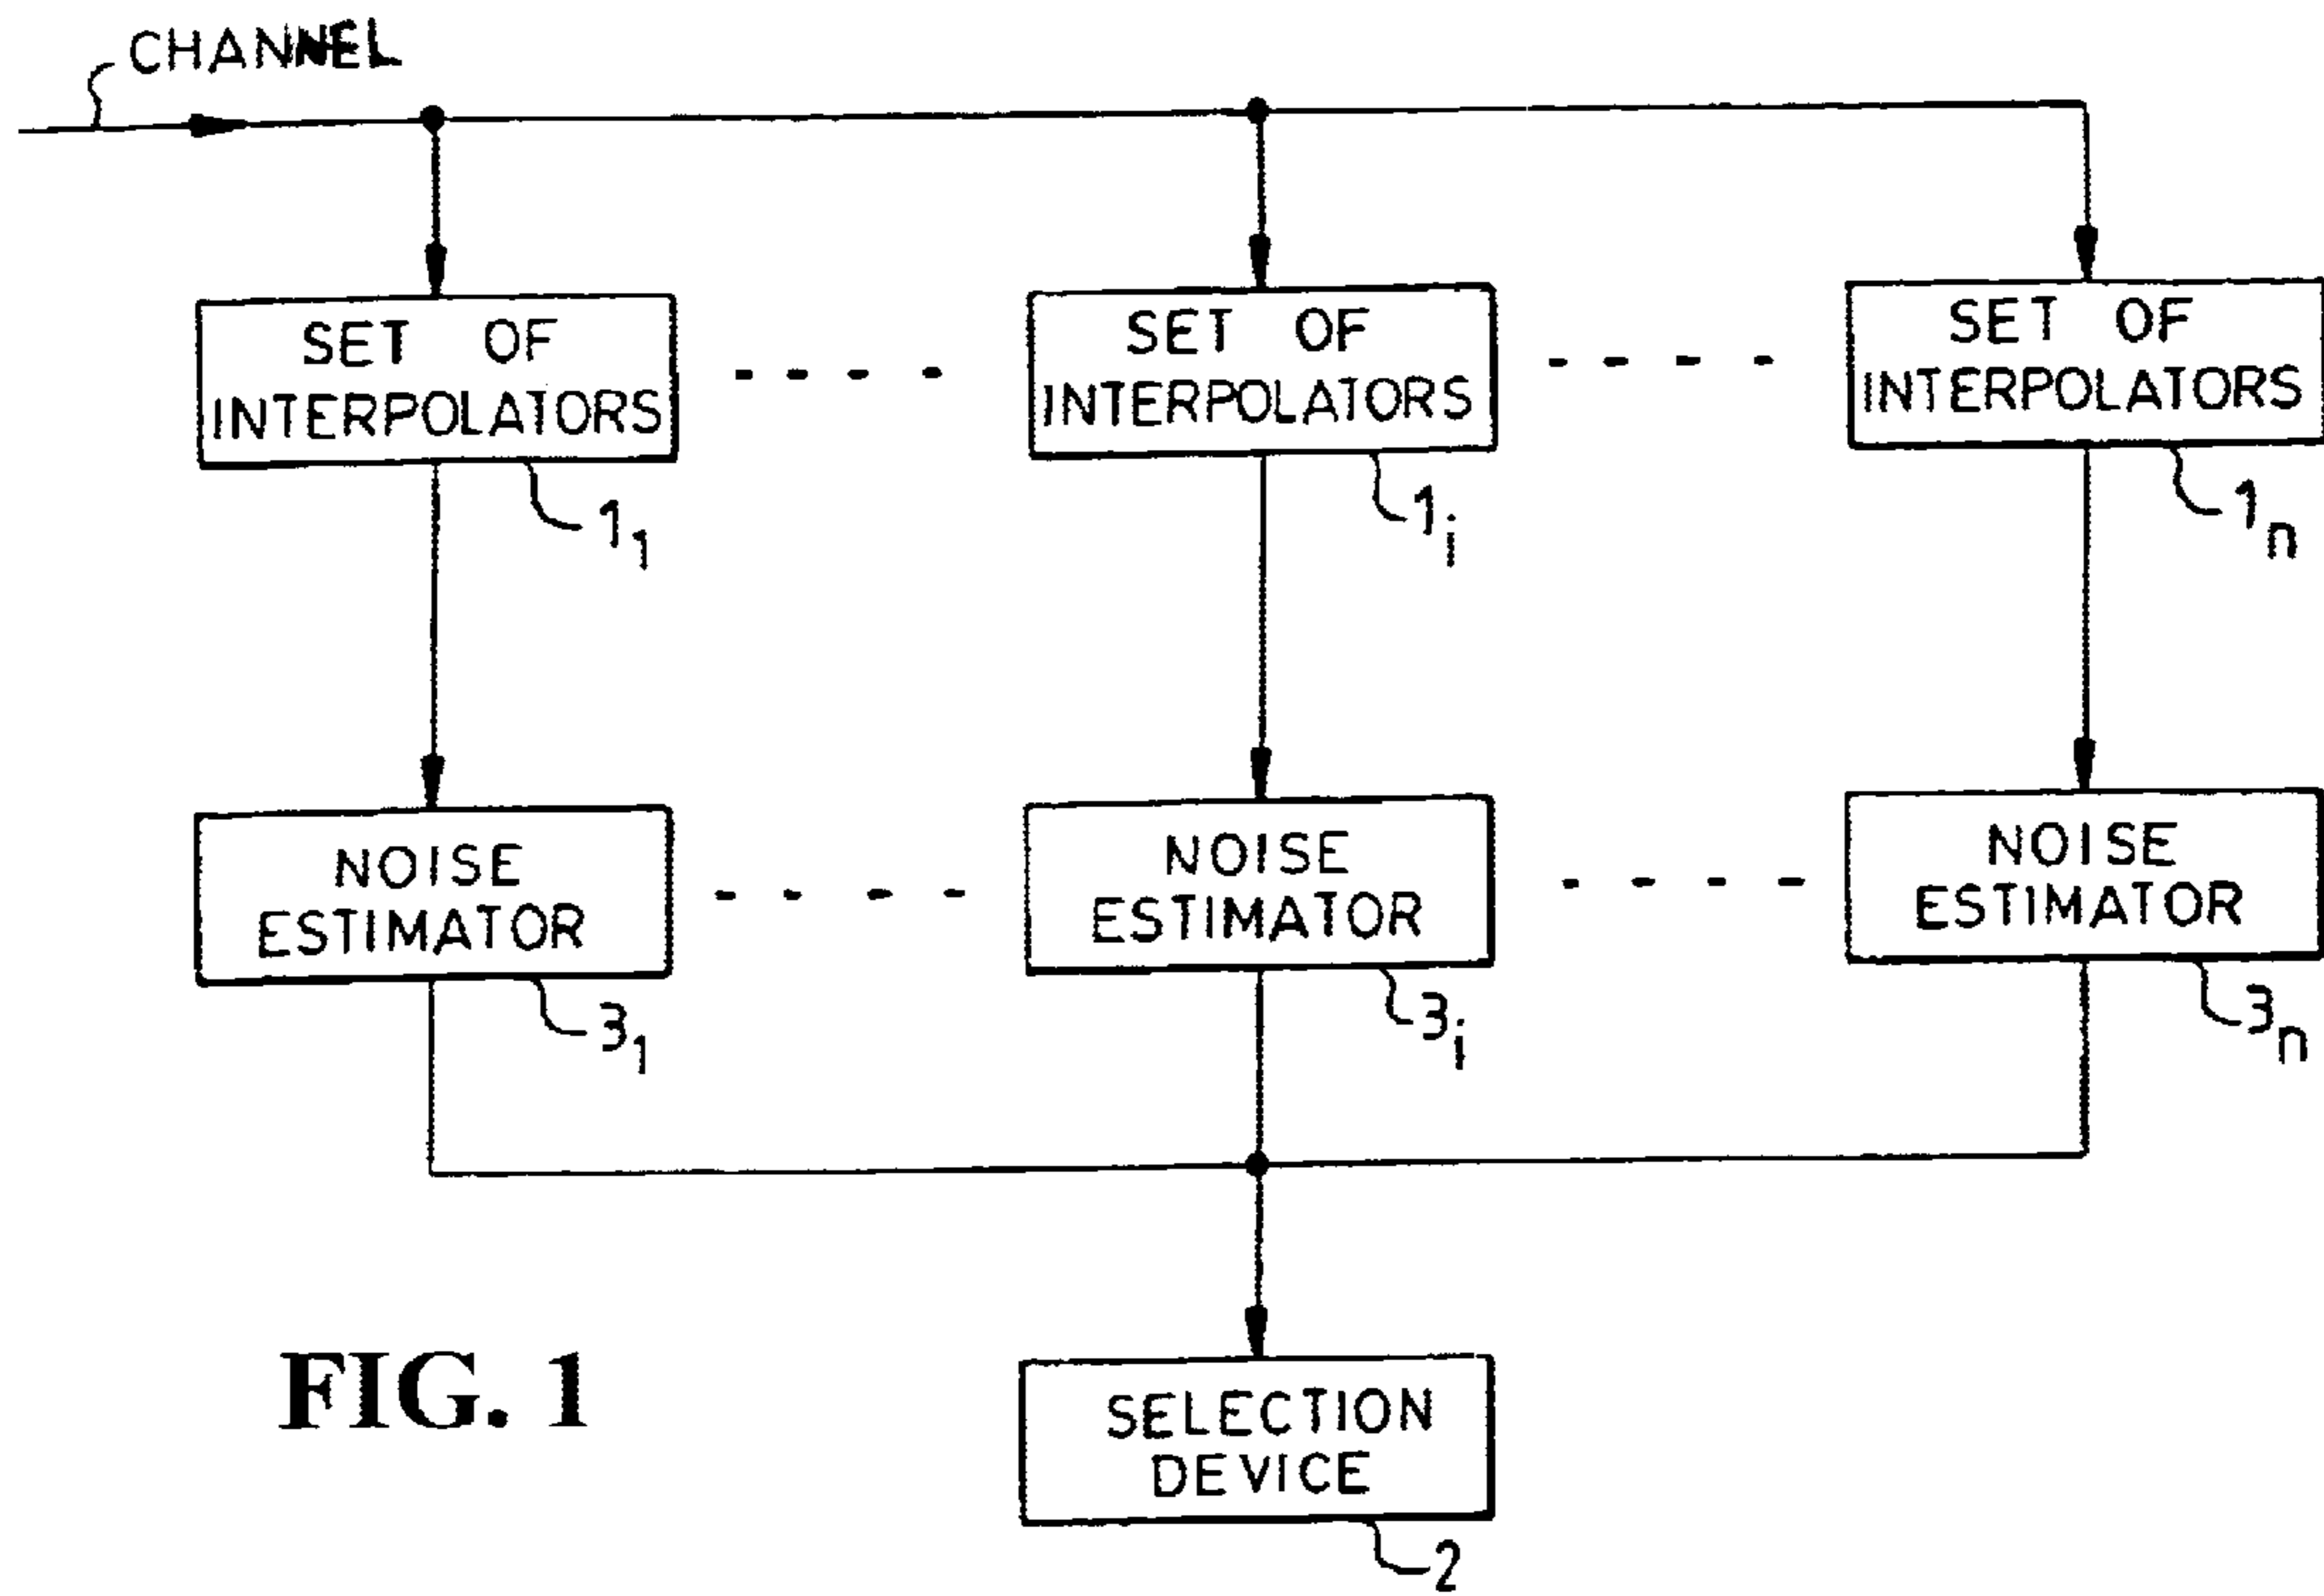 CHANNEL
SET OF
INTERPOLATORS
1₁
SET OF
INTERPOLATORS
1ᵢ
SET OF
INTERPOLATORS
1ₙ
NOISE
ESTIMATOR
3₁
NOISE
ESTIMATOR
3ᵢ
NOISE
ESTIMATOR
3ₙ
SELECTION
DEVICE
2
FIG. 1